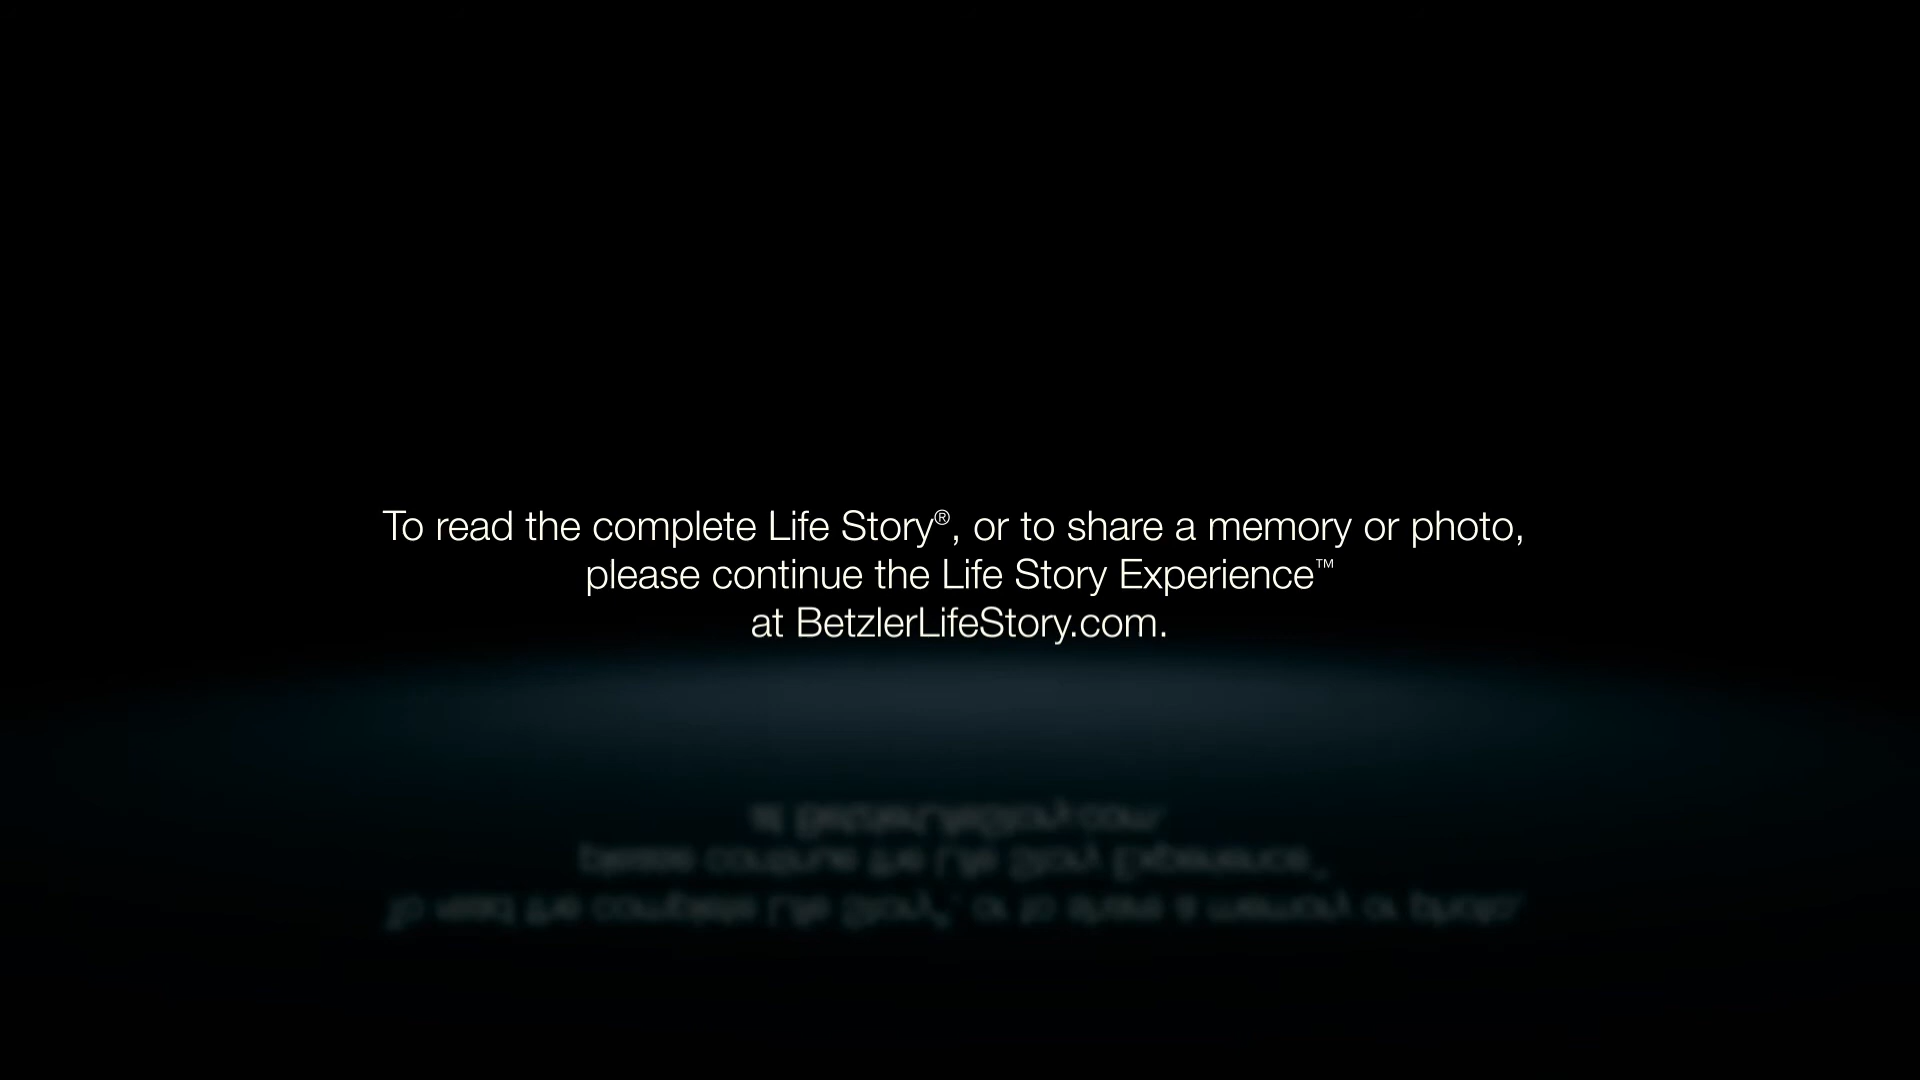 To read the complete Life Story®, or to share a memory or photo,
please continue the Life Story Experience™
at BetzlerLifeStory.com.